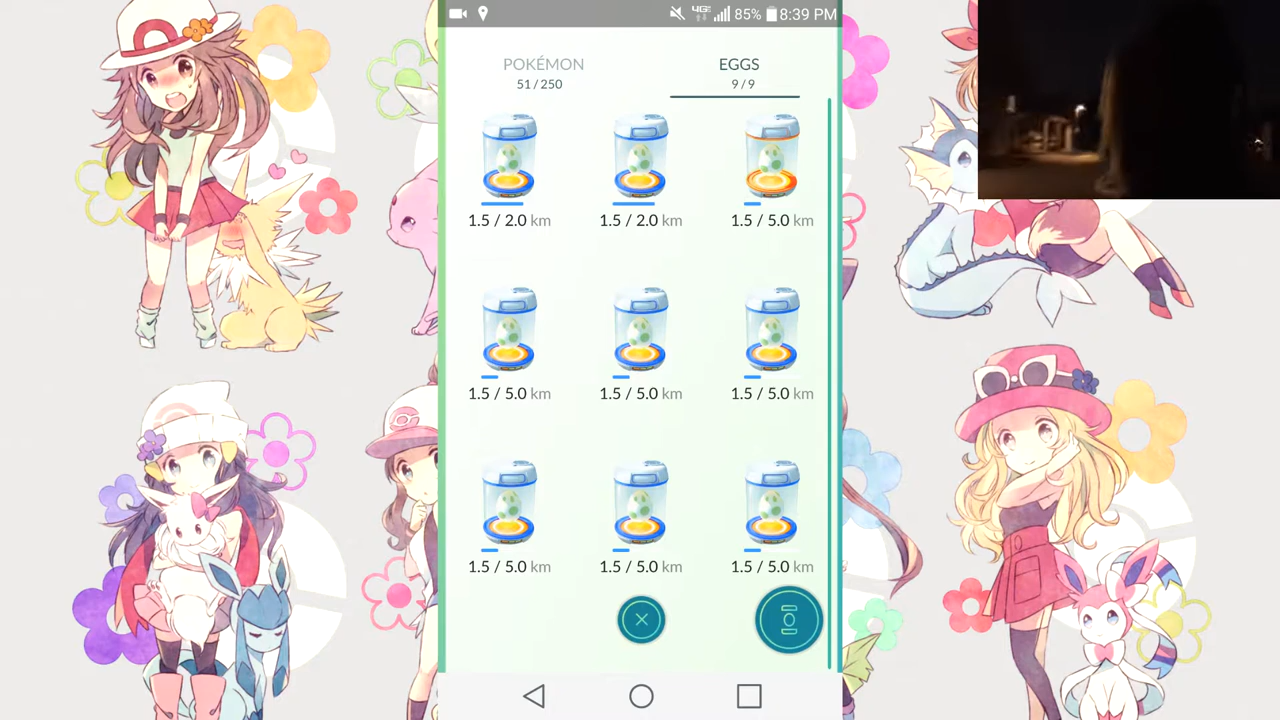 4G 85% 8:39 PM
POKÉMON EGGS
51/250 9/9
1.5 / 2.0 km 1.5 / 2.0 km 1.5 / 5.0 km
1.5 / 5.0 km 1.5 / 5.0 km 1.5 / 5.0 km
1.5 / 5.0 km 1.5 / 5.0 km 1.5 / 5.0 km